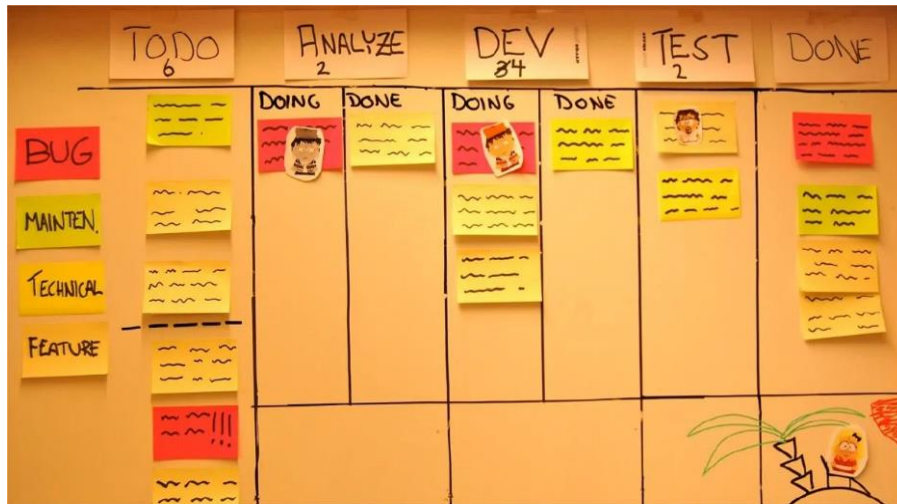 TODO
6
ANALYZE
2
DEV
34
TEST
2
DONE
DOING
DONE
DOING
DONE
BUG
MAINTEN.
TECHNICAL
FEATURE
!!!